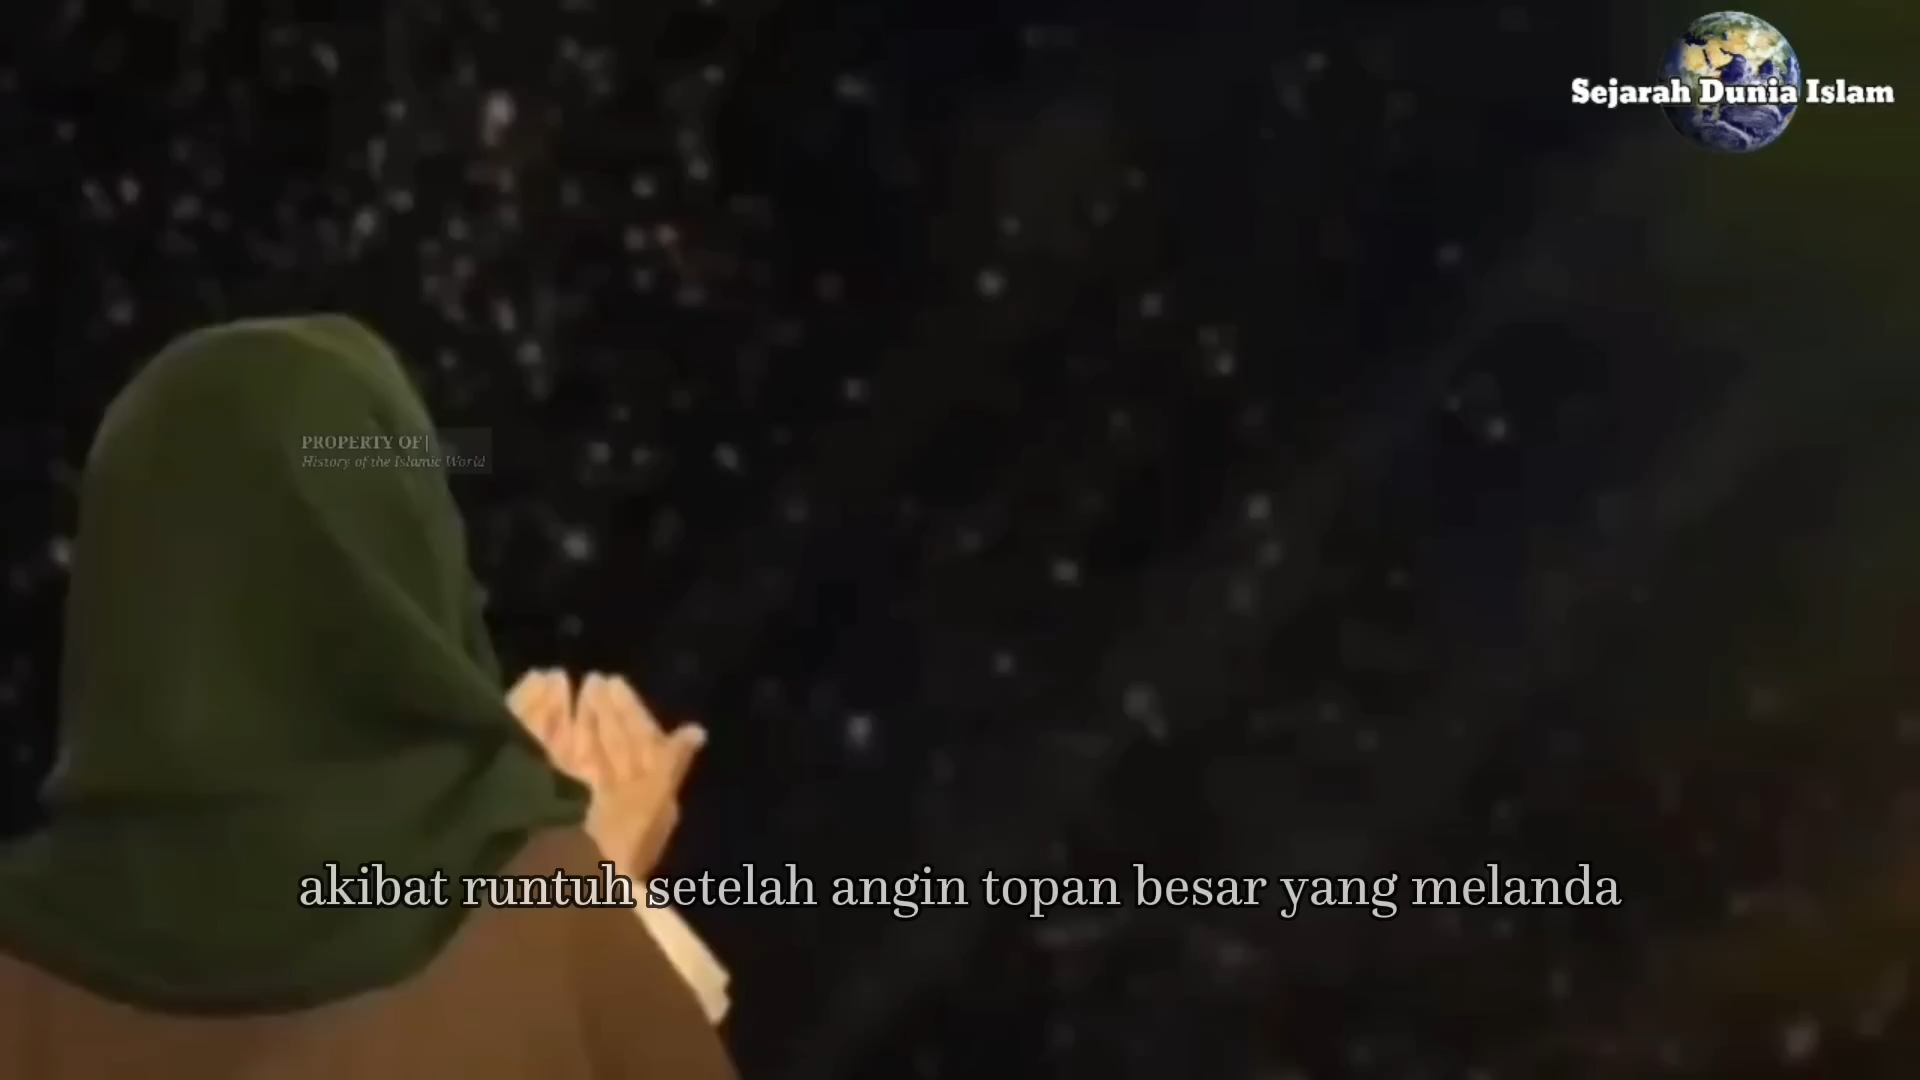 Sejarah Dunia Islam
PROPERTY OF|
History of the Islamic World
akibat runtuh setelah angin topan besar yang melanda